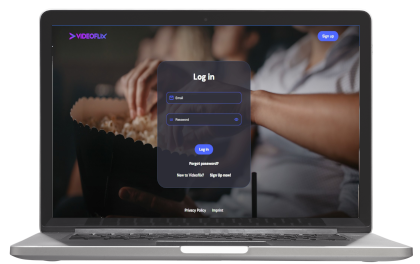 VIDEOFLIX
Sign up
Log in
Email
Password
Log in
Forgot password?
New to Videoflix? Sign Up now!
Privacy Policy Imprint